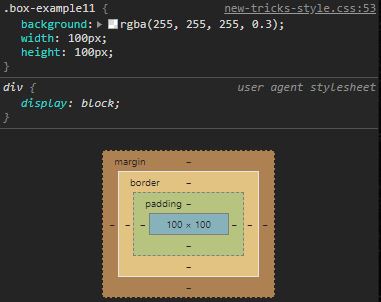 .box-example11 { new-tricks-style.css:53
background: rgba(255, 255, 255, 0.3);
width: 100px;
height: 100px;
}
div { user agent stylesheet
display: block;
}
margin –
border –
padding –
– – – 100 × 100 – – –
–
–
–